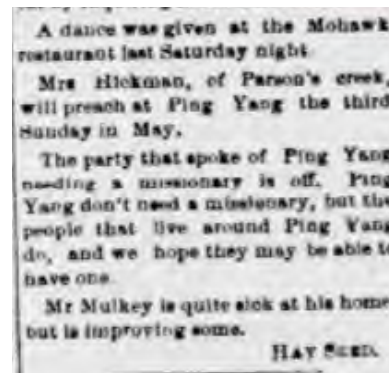 A dance was given at the Mohawk
restaurant last Saturday night
Mrs Hickman, of Parson's creek,
will preach at Ping Yang the third
Sunday in May.
The party that spoke of Ping Yang
needing a missionary is off. Ping
Yang don't need a missionary, but the
people that live around Ping Yang
do, and we hope they may be able to
have one.
Mr Mulkey is quite sick at his home
but is improving some.
HAY SEED.